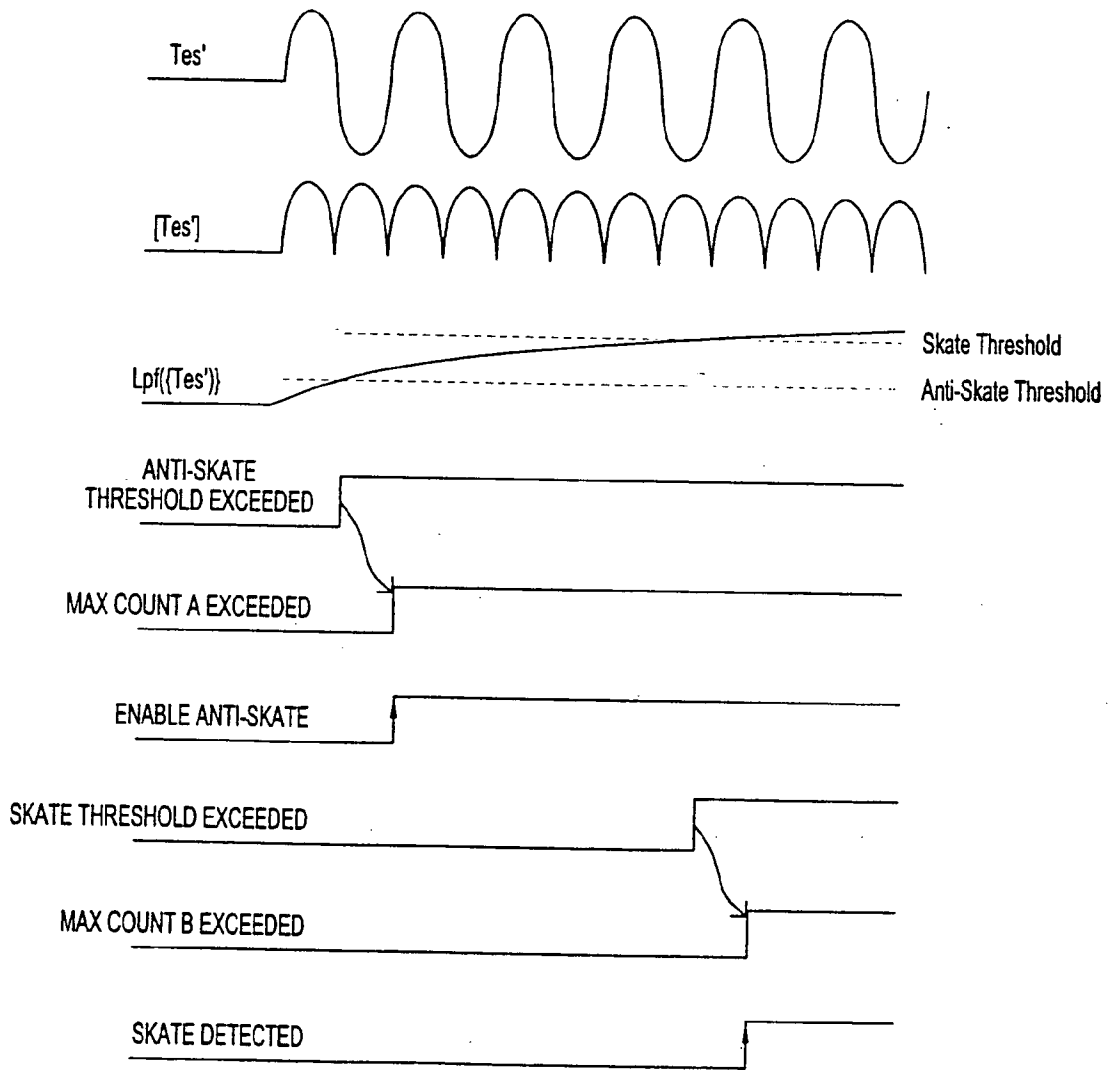 Tes'
[Tes']
Skate Threshold
Lpf({Tes')}
Anti-Skate Threshold
ANTI-SKATE
THRESHOLD EXCEEDED
MAX COUNT A EXCEEDED
ENABLE ANTI-SKATE
SKATE THRESHOLD EXCEEDED
MAX COUNT B EXCEEDED
SKATE DETECTED